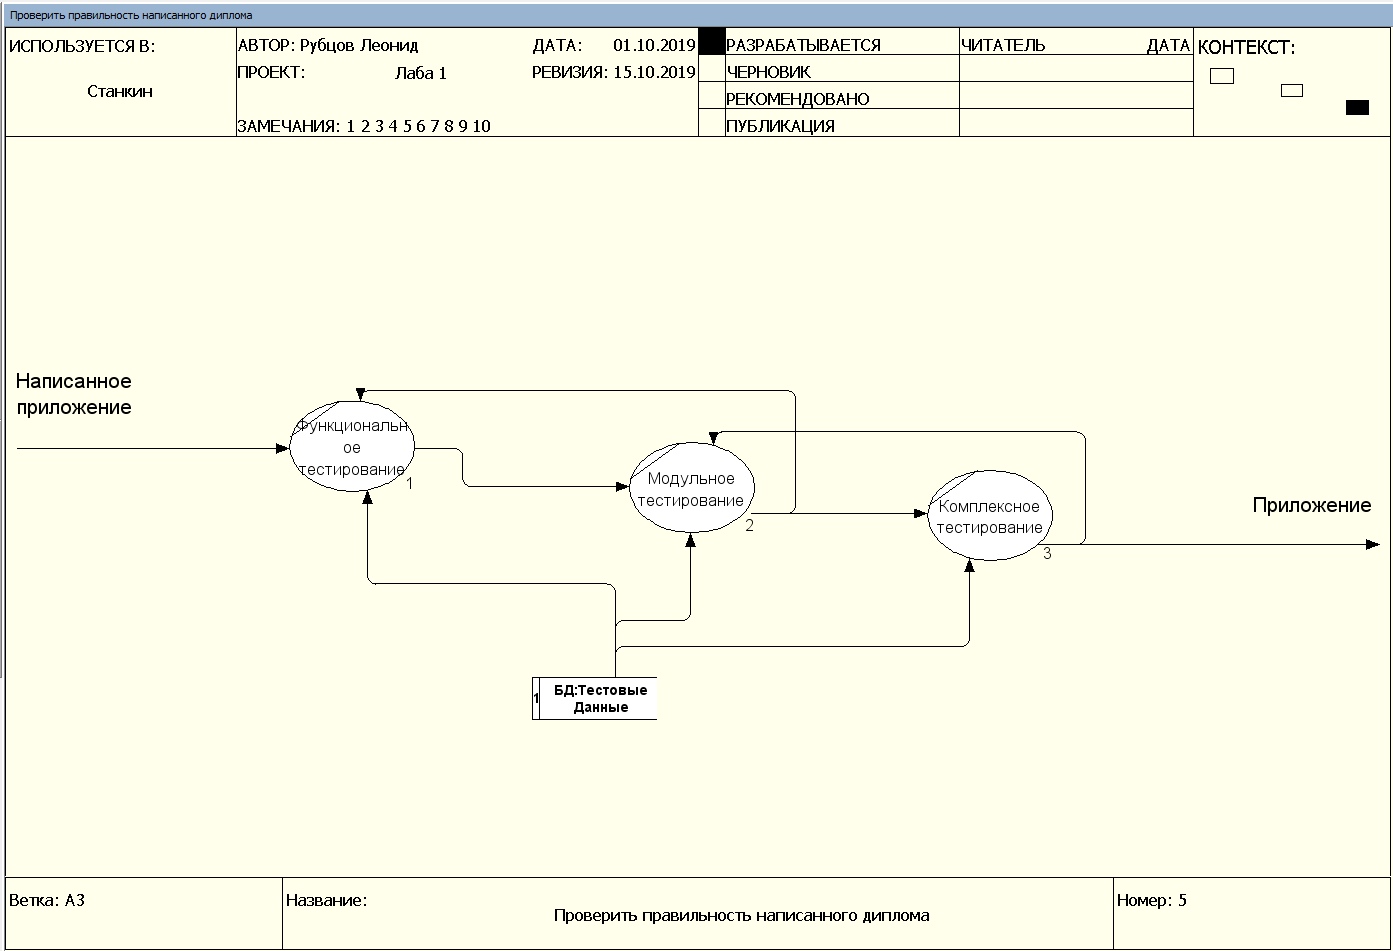 Проверить правильность написанного диплома
ИСПОЛЬЗУЕТСЯ В:
Станкин
АВТОР: Рубцов Леонид
ДАТА: 01.10.2019
ПРОЕКТ: Лаба 1
РЕВИЗИЯ: 15.10.2019
ЗАМЕЧАНИЯ: 1 2 3 4 5 6 7 8 9 10
РАЗРАБАТЫВАЕТСЯ
ЧЕРНОВИК
РЕКОМЕНДОВАНО
ПУБЛИКАЦИЯ
ЧИТАТЕЛЬ ДАТА
КОНТЕКСТ:
Написанное
приложение
Функциональн
ое
тестирование
1
Модульное
тестирование
2
Комплексное
тестирование
3
Приложение
1
БД:Тестовые
Данные
Ветка: А3
Название:
Проверить правильность написанного диплома
Номер: 5